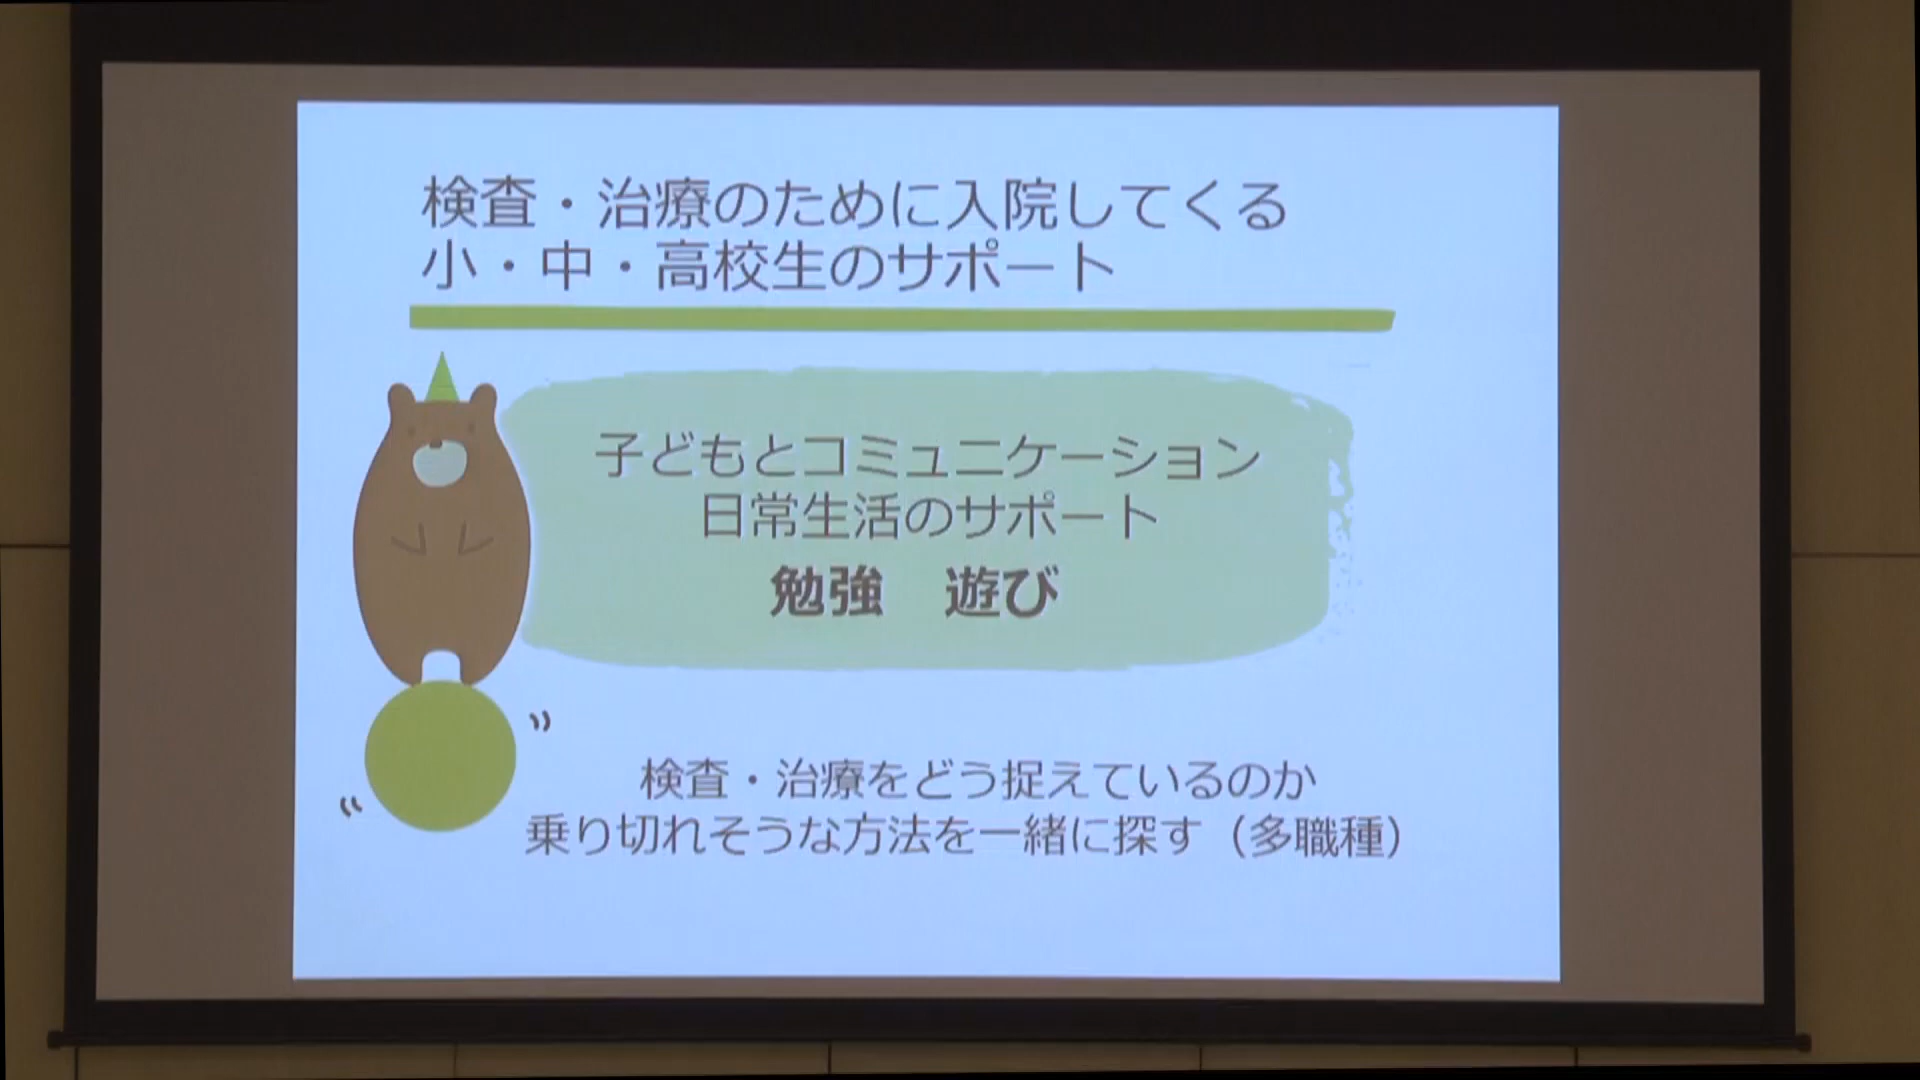 検査・治療のために入院してくる
小・中・高校生のサポート
子どもとコミュニケーション
日常生活のサポート
勉強　遊び
検査・治療をどう捉えているのか
乗り切れそうな方法を一緒に探す（多職種）